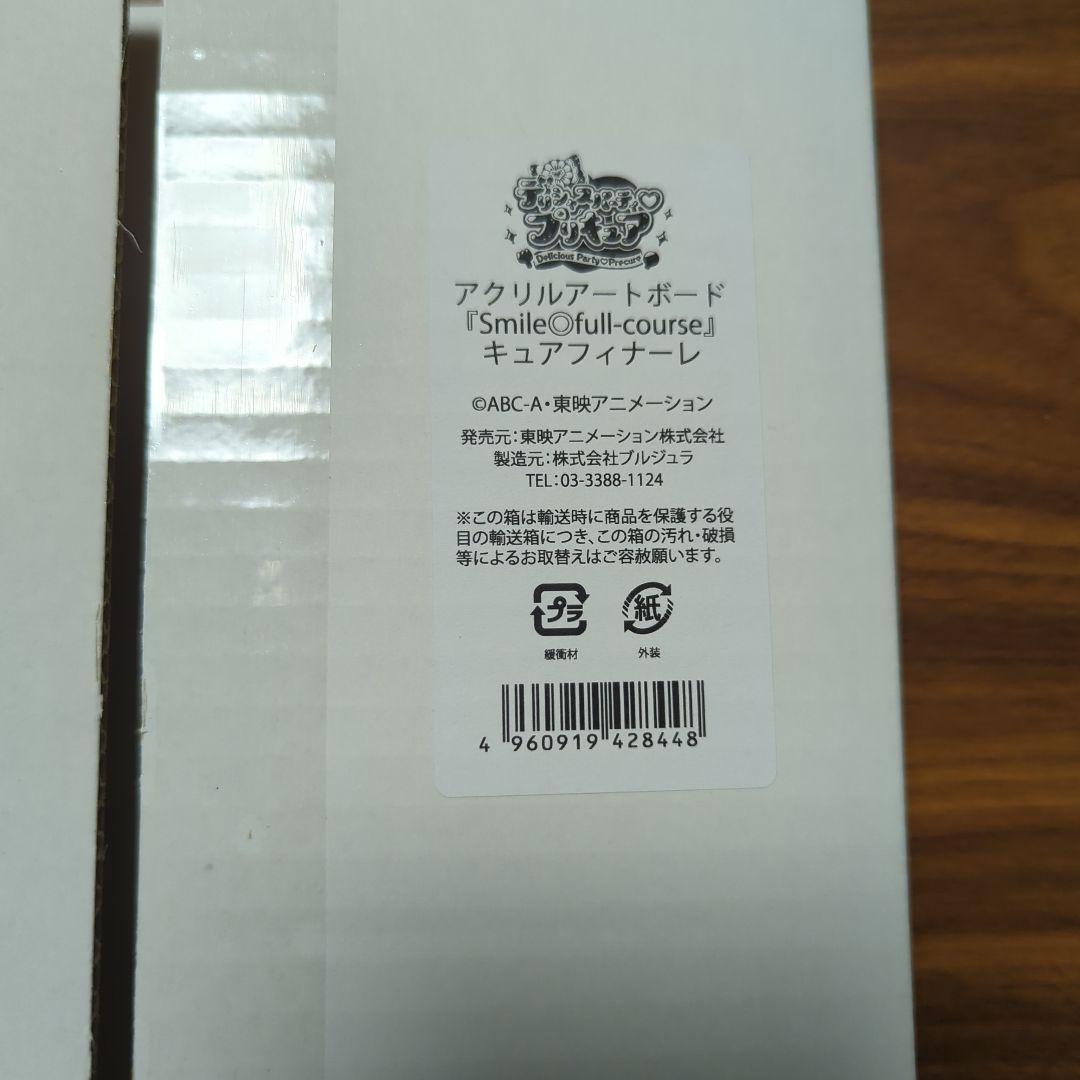 デリシャスパーティ♡
プリキュア
Delicious Party♡Precure
アクリルアートボード
『Smile◎full-course』
キュアフィナーレ
©ABC-A・東映アニメーション
発売元：東映アニメーション株式会社
製造元：株式会社ブルジュラ
TEL：03-3388-1124
※この箱は輸送時に商品を保護する役
目の輸送箱につき、この箱の汚れ・破損
等によるお取替えはご容赦願います。
プラ 紙
緩衝材 外装
4 960919 428448